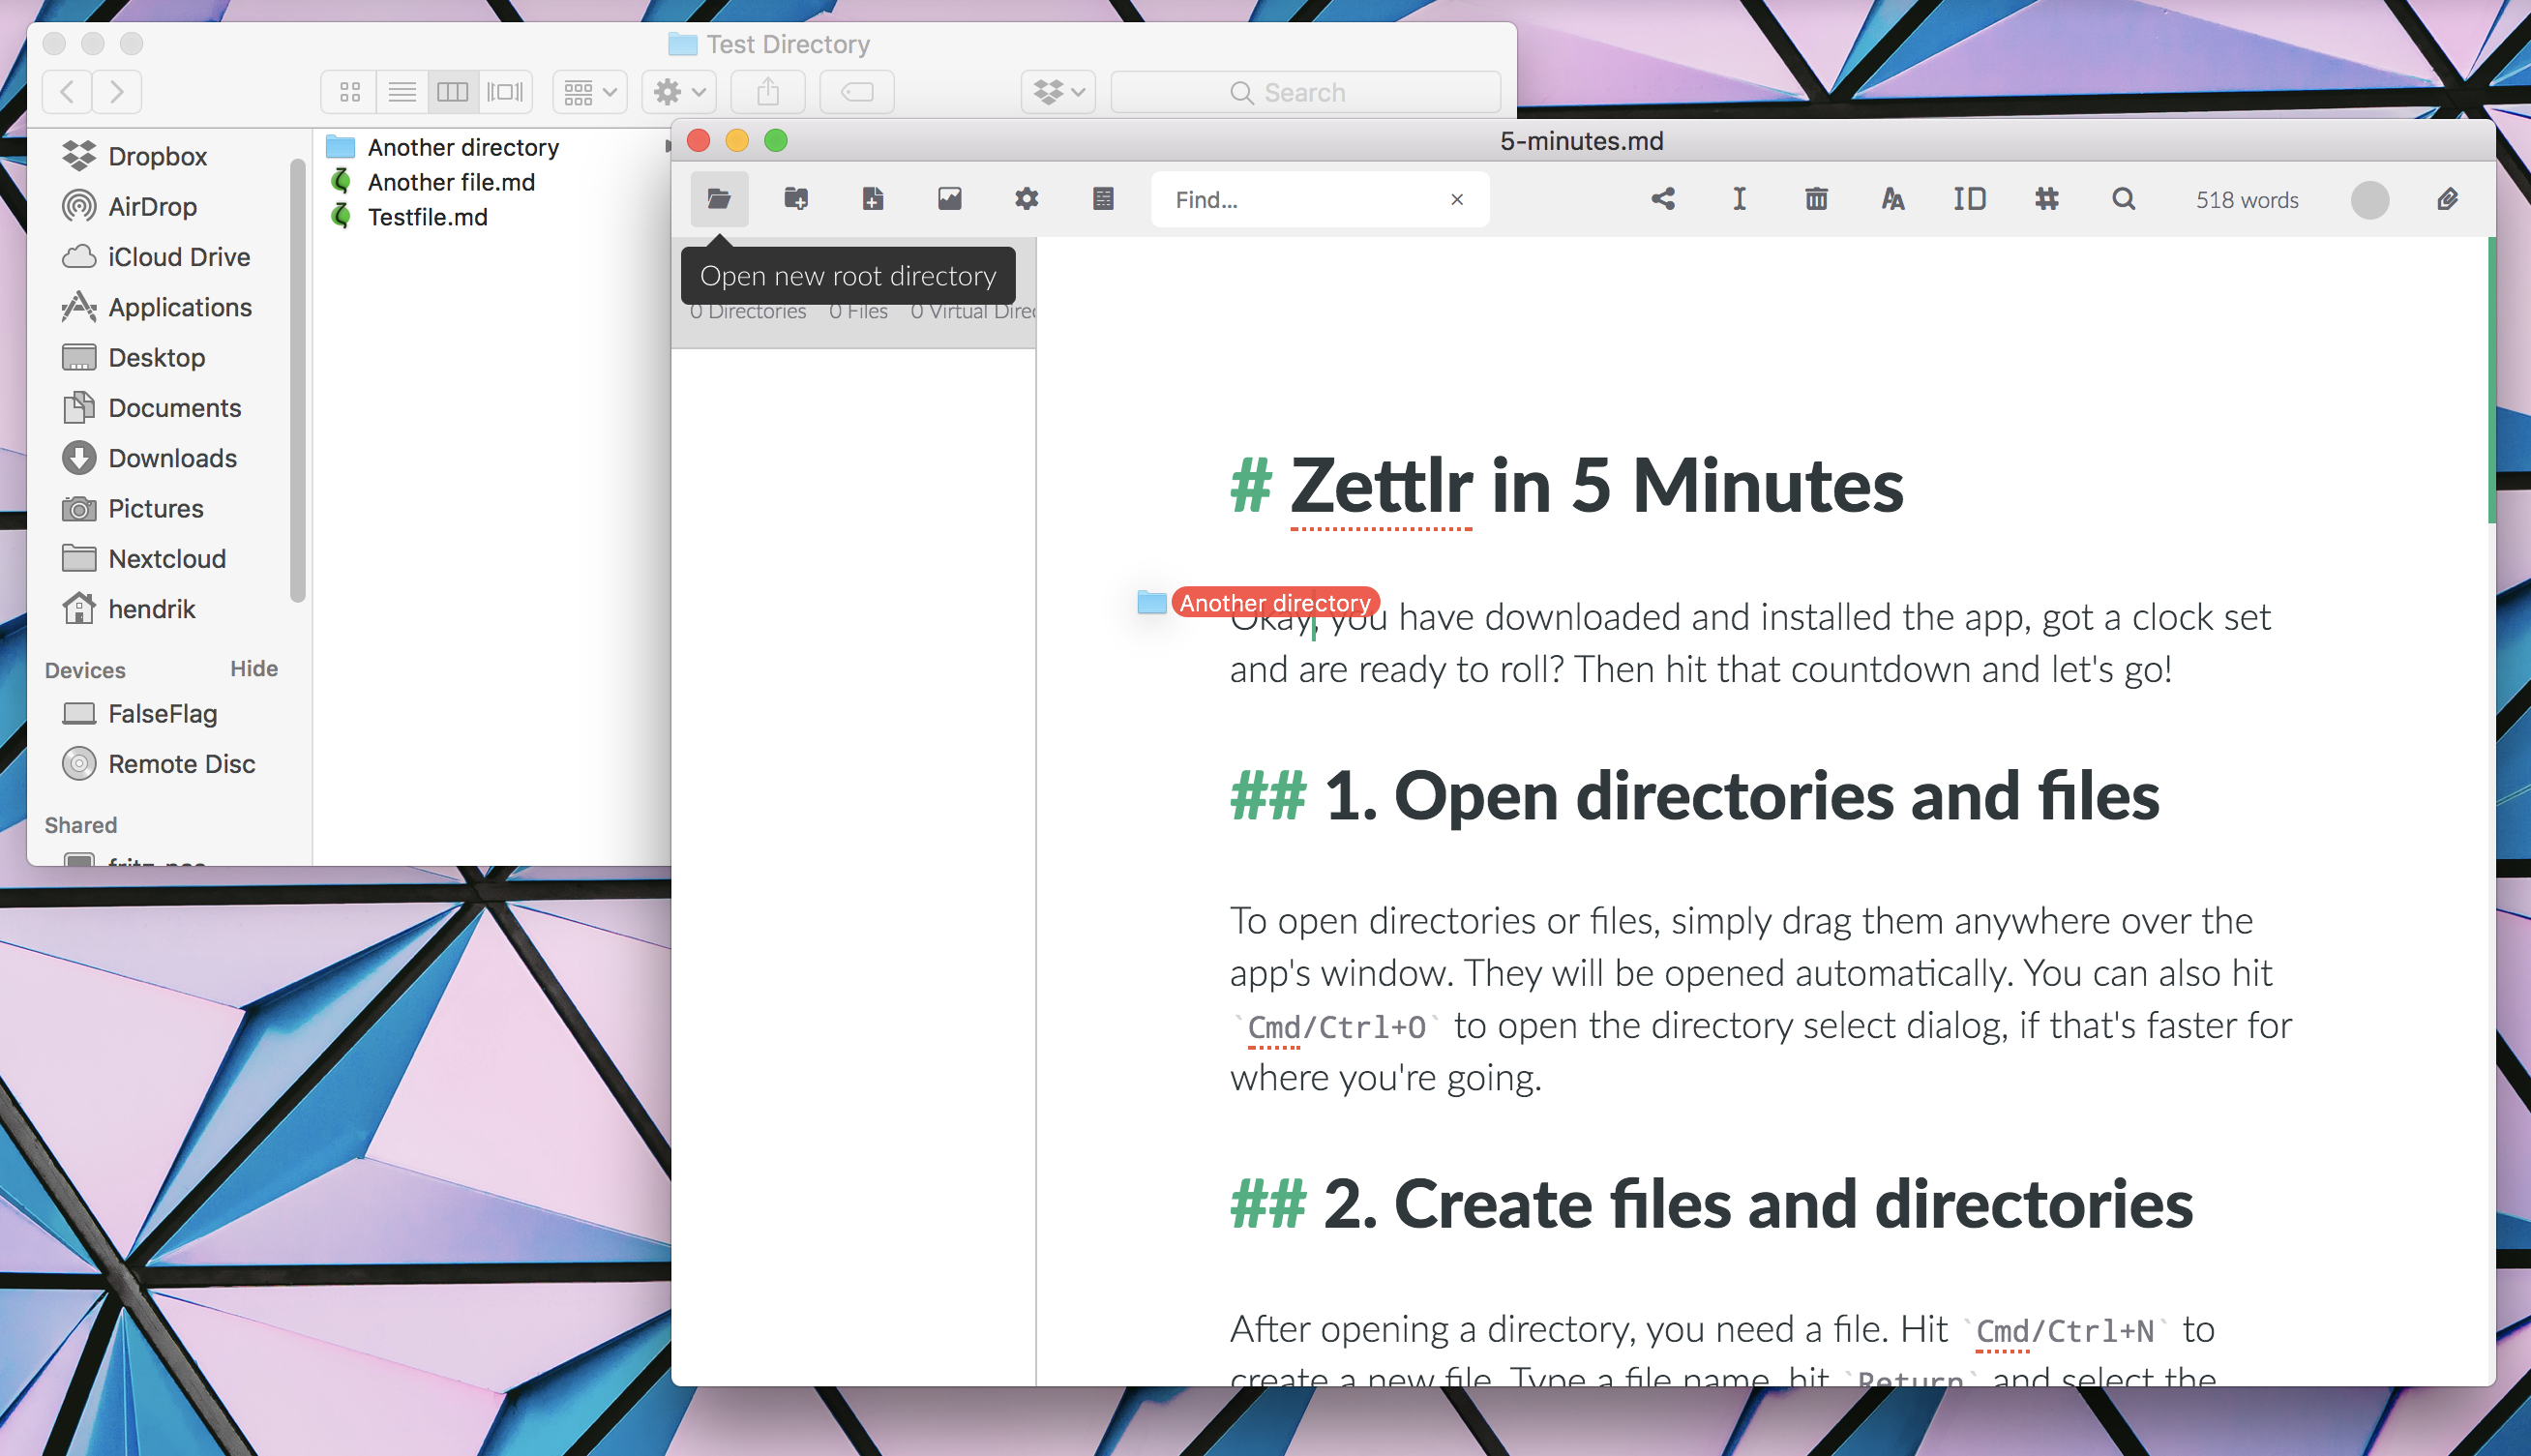 Test Directory
Search
Dropbox
AirDrop
iCloud Drive
Applications
Desktop
Documents
Downloads
Pictures
Nextcloud
hendrik
Devices Hide
FalseFlag
Remote Disc
Shared
Another directory
Another file.md
Testfile.md
5-minutes.md
Find...
518 words
Open new root directory
0 Directories 0 Files 0 Virtual Direc
# Zettlr in 5 Minutes
Another directory
Okay, you have downloaded and installed the app, got a clock set
and are ready to roll? Then hit that countdown and let's go!
## 1. Open directories and files
To open directories or files, simply drag them anywhere over the
app's window. They will be opened automatically. You can also hit
`Cmd/Ctrl+O` to open the directory select dialog, if that's faster for
where you're going.
## 2. Create files and directories
After opening a directory, you need a file. Hit `Cmd/Ctrl+N` to
create a new file. Type a file name, hit `Return` and select the